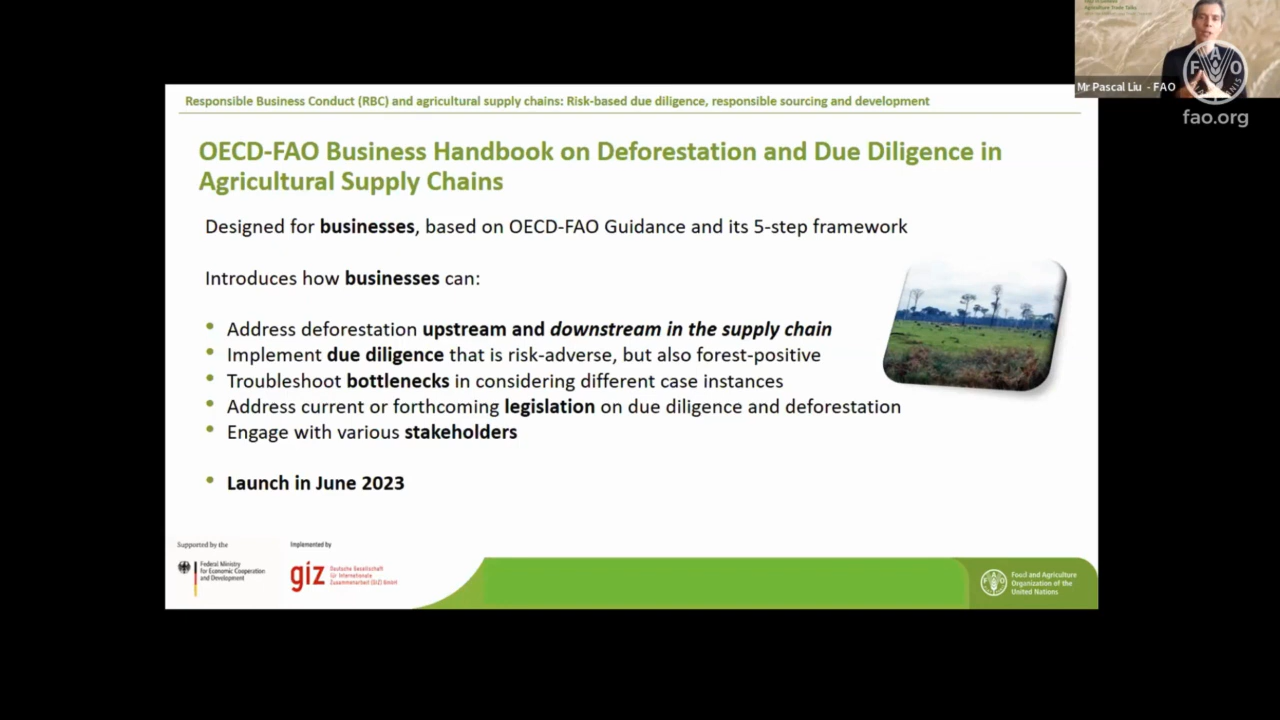 Responsible Business Conduct (RBC) and agricultural supply chains: Risk-based due diligence, responsible sourcing and development
Agriculture Trade Talks
Mr Pascal Liu - FAO
FAO
fao.org
OECD-FAO Business Handbook on Deforestation and Due Diligence in
Agricultural Supply Chains
Designed for businesses, based on OECD-FAO Guidance and its 5-step framework
Introduces how businesses can:
• Address deforestation upstream and downstream in the supply chain
• Implement due diligence that is risk-adverse, but also forest-positive
• Troubleshoot bottlenecks in considering different case instances
• Address current or forthcoming legislation on due diligence and deforestation
• Engage with various stakeholders
• Launch in June 2023
Supported by the
Federal Ministry
for Economic Cooperation
and Development
Implemented by
giz
Deutsche Gesellschaft
für Internationale
Zusammenarbeit (GIZ) GmbH
FAO
Food and Agriculture
Organization of the
United Nations